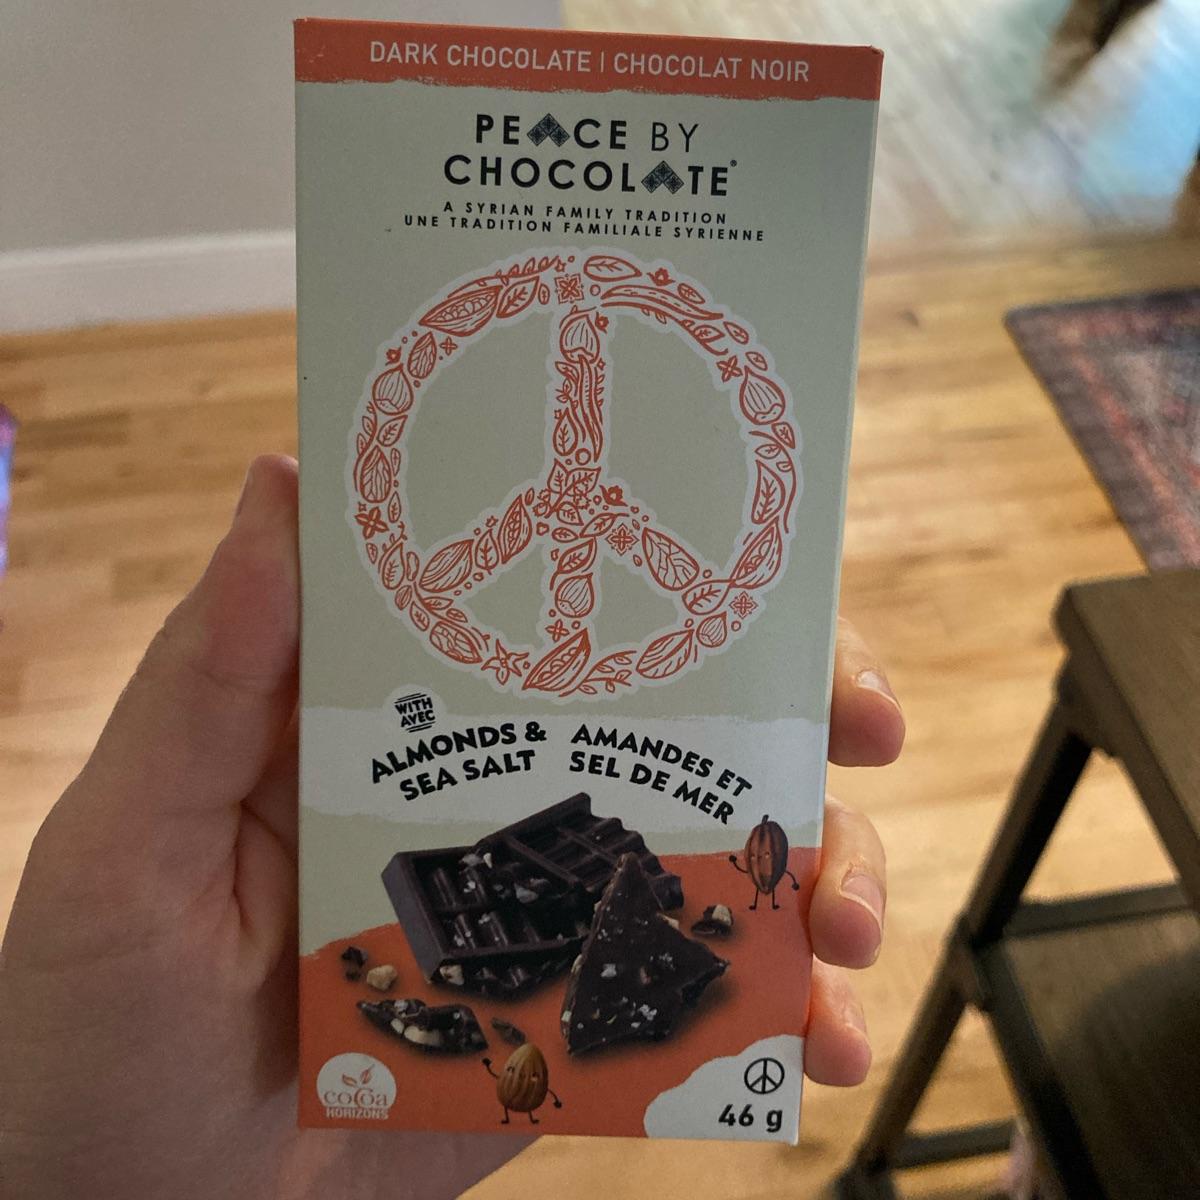 DARK CHOCOLATE | CHOCOLAT NOIR
PEACE BY
CHOCOLATE®
A SYRIAN FAMILY TRADITION
UNE TRADITION FAMILIALE SYRIENNE
WITH
AVEC
ALMONDS &
SEA SALT
AMANDES ET
SEL DE MER
cocoa
HORIZONS
46 g